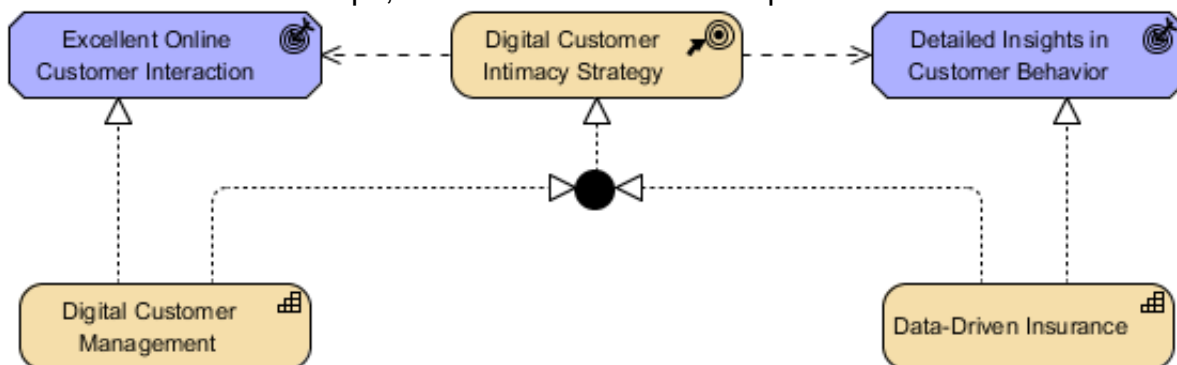 Excellent Online
Customer Interaction
Digital Customer
Intimacy Strategy
Detailed Insights in
Customer Behavior
Digital Customer
Management
Data-Driven Insurance